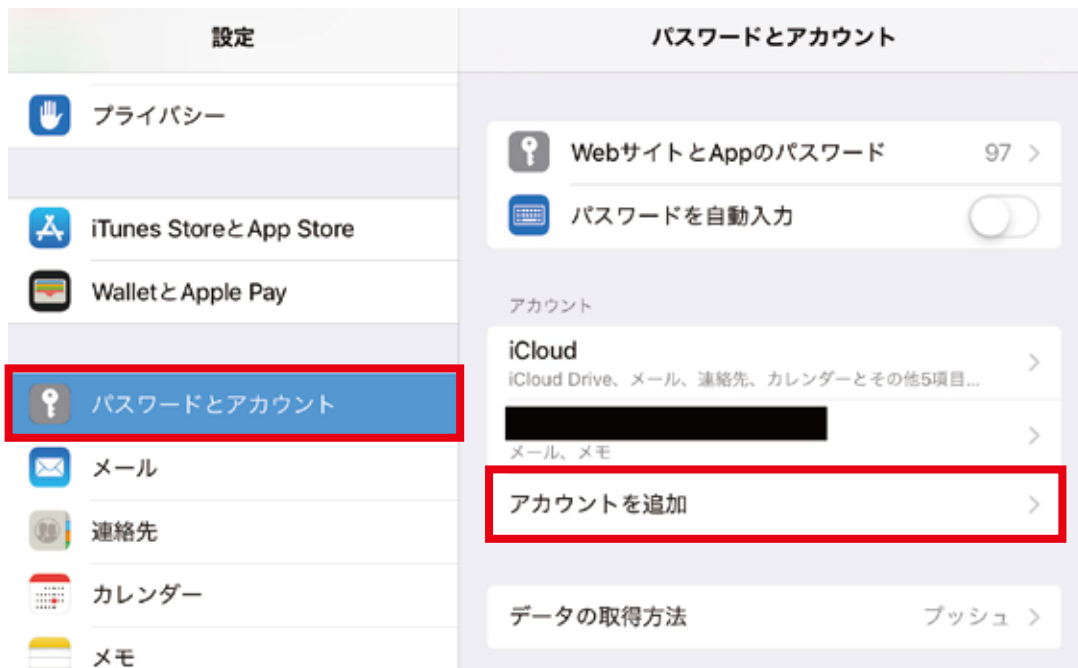 設定
プライバシー
iTunes StoreとApp Store
WalletとApple Pay
パスワードとアカウント
メール
連絡先
カレンダー
メモ
パスワードとアカウント
WebサイトとAppのパスワード 97
パスワードを自動入力
アカウント
iCloud
iCloud Drive、メール、連絡先、カレンダーとその他5項目...
メール、メモ
アカウントを追加
データの取得方法 プッシュ